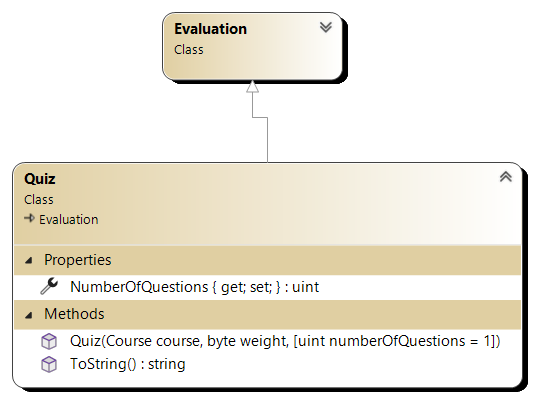 Evaluation
Class
Quiz
Class
Evaluation
Properties
NumberOfQuestions { get; set; } : uint
Methods
Quiz(Course course, byte weight, [uint numberOfQuestions = 1])
ToString() : string